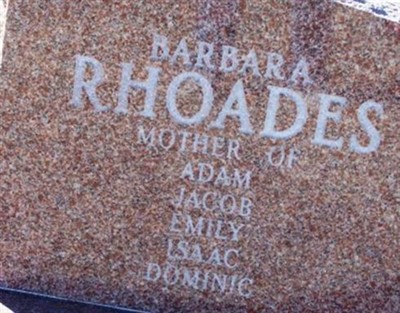 BARBARA
RHOADES
MOTHER OF
ADAM
JACOB
EMILY
ISAAC
DOMINIC